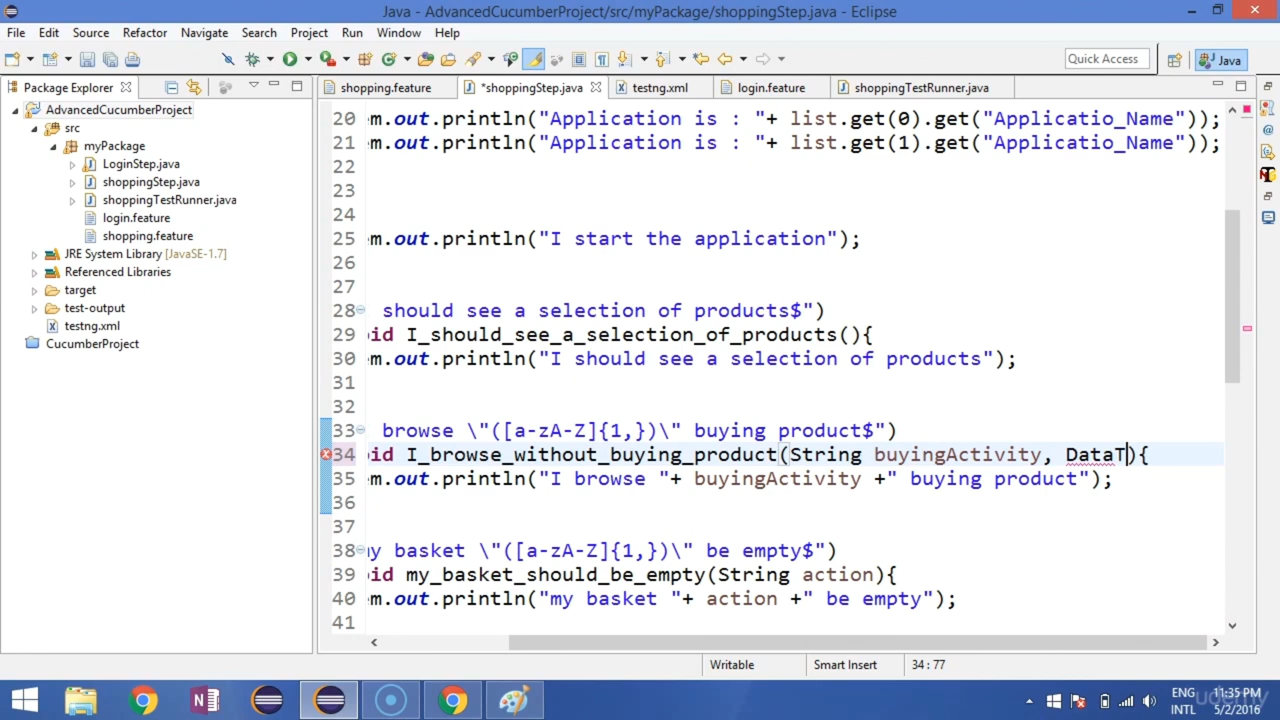 Java - AdvancedCucumberProject/src/myPackage/shoppingStep.java - Eclipse
File Edit Source Refactor Navigate Search Project Run Window Help
Quick Access Java
Package Explorer
shopping.feature *shoppingStep.java testng.xml login.feature shoppingTestRunner.java
AdvancedCucumberProject
src
myPackage
LoginStep.java
shoppingStep.java
shoppingTestRunner.java
login.feature
shopping.feature
JRE System Library [JavaSE-1.7]
Referenced Libraries
target
test-output
testng.xml
CucumberProject
20 m.out.println("Application is : "+ list.get(0).get("Applicatio_Name"));
21 m.out.println("Application is : "+ list.get(1).get("Applicatio_Name"));
22
23
24
25 m.out.println("I start the application");
26
27
28 should see a selection of products$")
29 id I_should_see_a_selection_of_products(){
30 m.out.println("I should see a selection of products");
31
32
33 browse \"([a-zA-Z]{1,})\" buying product$")
34 id I_browse_without_buying_product(String buyingActivity, DataT){
35 m.out.println("I browse "+ buyingActivity +" buying product");
36
37
38 y basket \"([a-zA-Z]{1,})\" be empty$")
39 id my_basket_should_be_empty(String action){
40 m.out.println("my basket "+ action +" be empty");
41
Writable Smart Insert 34 : 77
ENG 11:35 PM
INTL 5/2/2016
udemy